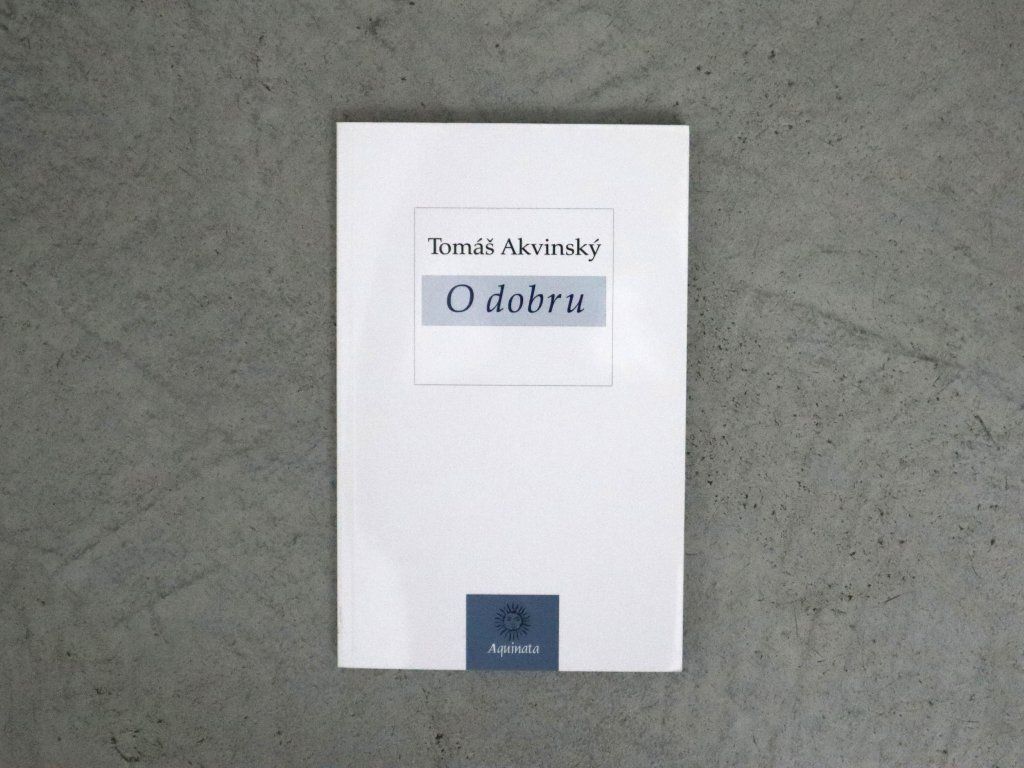 Tomáš Akvinský
O dobru
Aquinata